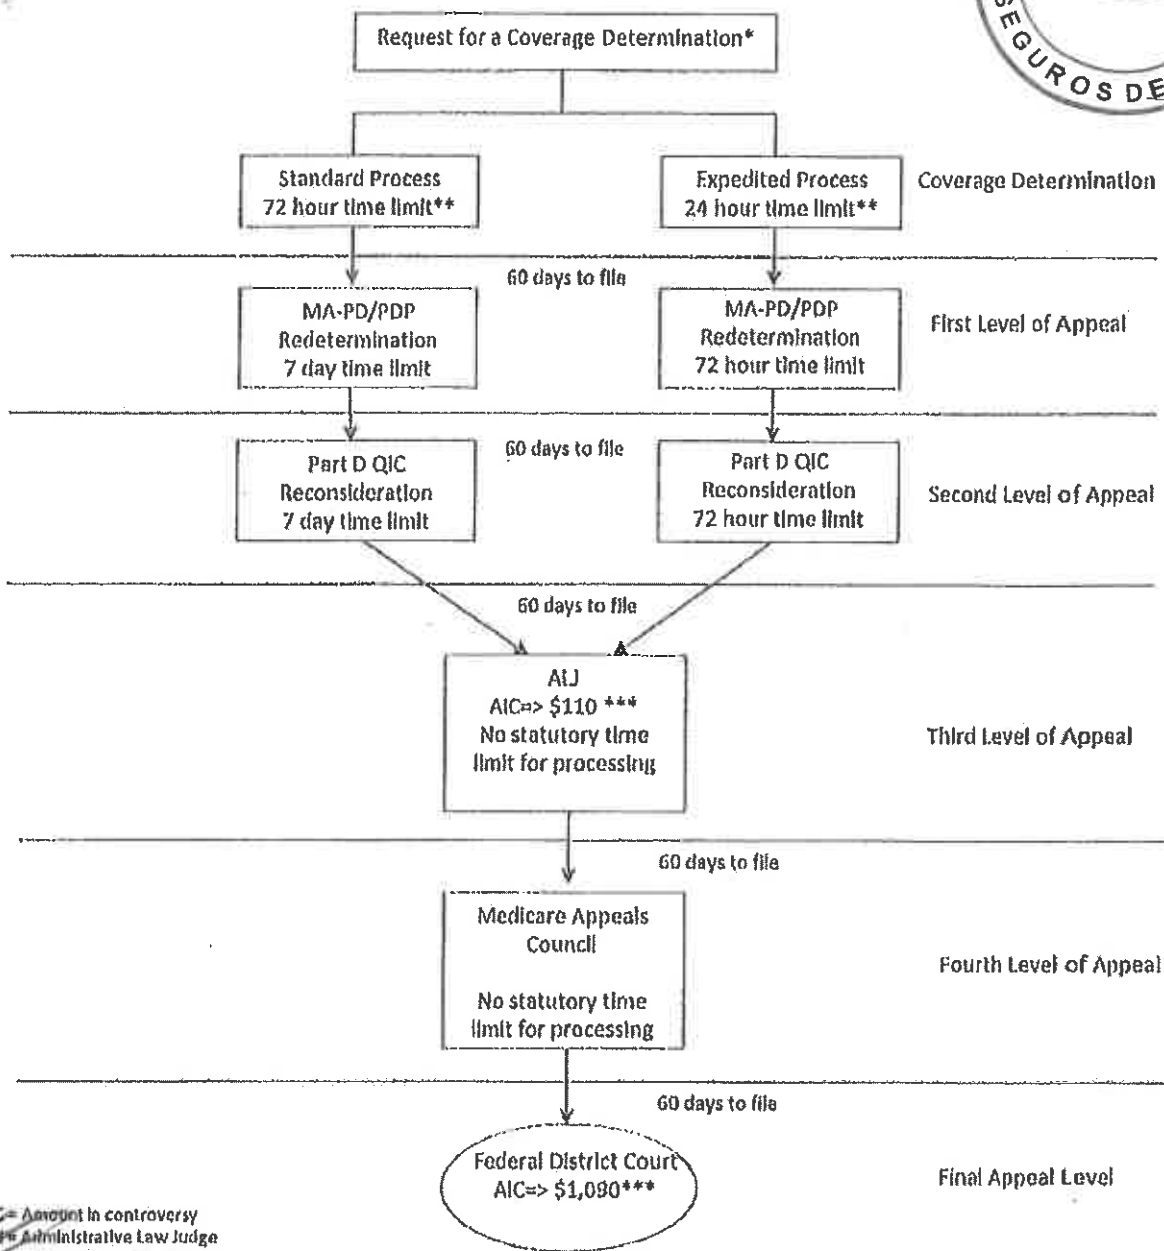 Request for a Coverage Determination*
SEGUROS DE
Standard Process
72 hour time limit**
Expedited Process
24 hour time limit**
Coverage Determination
60 days to file
MA-PD/PDP
Redetermination
7 day time limit
MA-PD/PDP
Redetermination
72 hour time limit
First Level of Appeal
60 days to file
Part D QIC
Reconsideration
7 day time limit
Part D QIC
Reconsideration
72 hour time limit
Second Level of Appeal
60 days to file
ALJ
AIC=> $110 ***
No statutory time
limit for processing
Third Level of Appeal
60 days to file
Medicare Appeals
Council
No statutory time
limit for processing
Fourth Level of Appeal
60 days to file
Federal District Court
AIC=> $1,090***
Final Appeal Level
C= Amount in controversy
= Administrative Law Judge